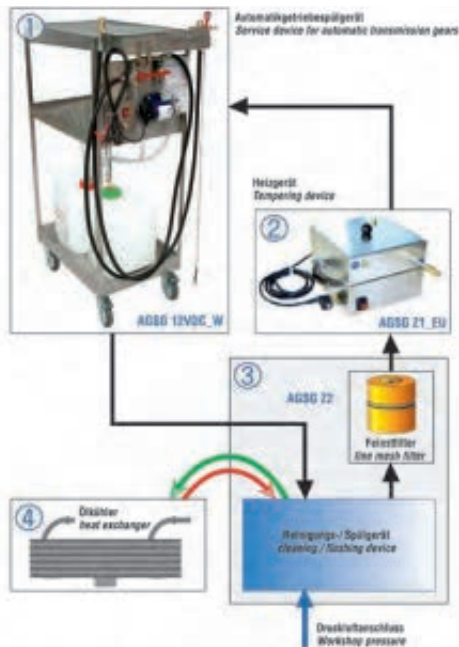 1
Automatikgetriebespülgerät
Service device for automatic transmission gears
AGSG 12VDC_W
Heizgerät
Tempering device
2
AGSG Z1_EU
3
AGSG Z2
Feinstfilter
fine mesh filter
4
Ölkühler
heat exchanger
Reinigungs-/ Spülgerät
cleaning / flushing device
Druckluftanschluss
Workshop pressure